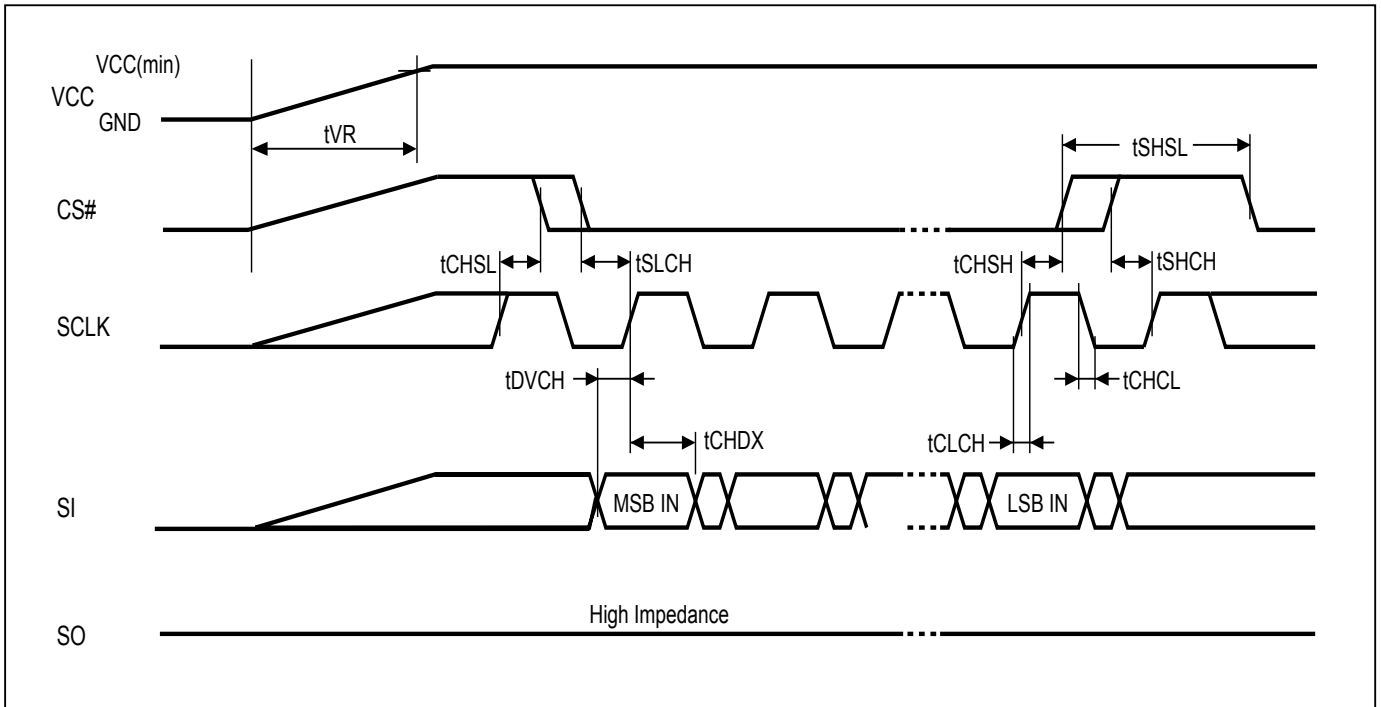 VCC(min)
VCC
GND
tVR
tSHSL
CS#
tCHSL
tSLCH
tCHSH
tSHCH
SCLK
tDVCH
tCHCL
tCHDX
tCLCH
SI
MSB IN
LSB IN
High Impedance
SO